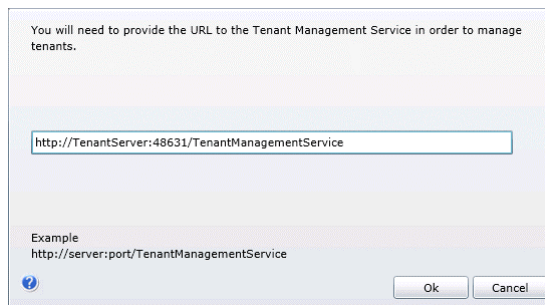 You will need to provide the URL to the Tenant Management Service in order to manage
tenants.
http://TenantServer:48631/TenantManagementService
Example
http://server:port/TenantManagementService
?
Ok
Cancel